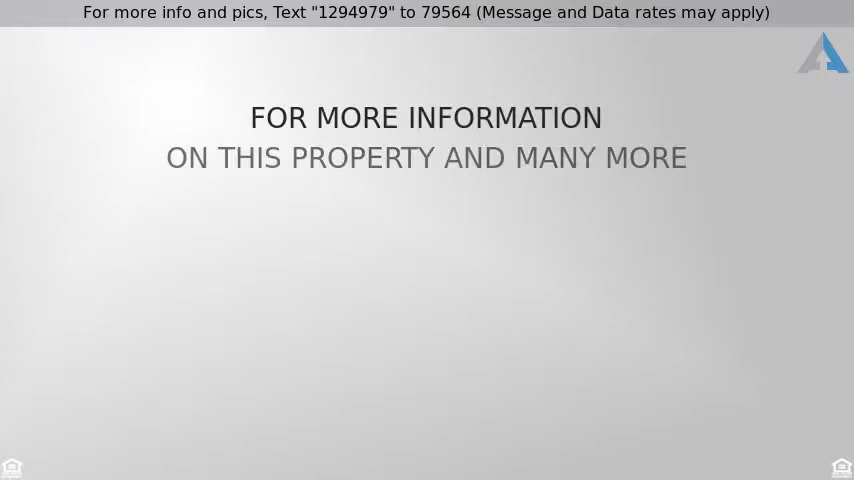 For more info and pics, Text "1294979" to 79564 (Message and Data rates may apply)
FOR MORE INFORMATION
ON THIS PROPERTY AND MANY MORE